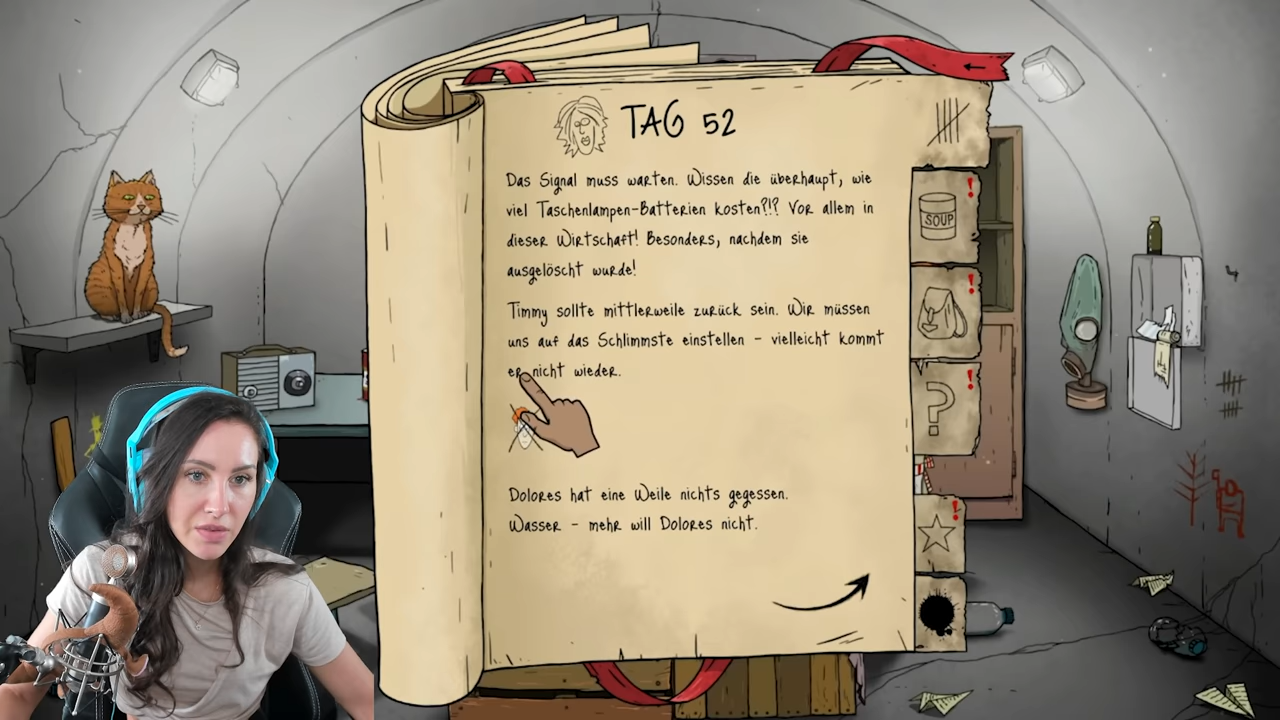 TAG 52
Das Signal muss warten. Wissen die überhaupt, wie
viel Taschenlampen-Batterien kosten?!? Vor allem in
dieser Wirtschaft! Besonders, nachdem sie
ausgelöscht wurde!
Timmy sollte mittlerweile zurück sein. Wir müssen
uns auf das Schlimmste einstellen - vielleicht kommt
er nicht wieder.
Dolores hat eine Weile nichts gegessen.
Wasser - mehr will Dolores nicht.
SOUP
?